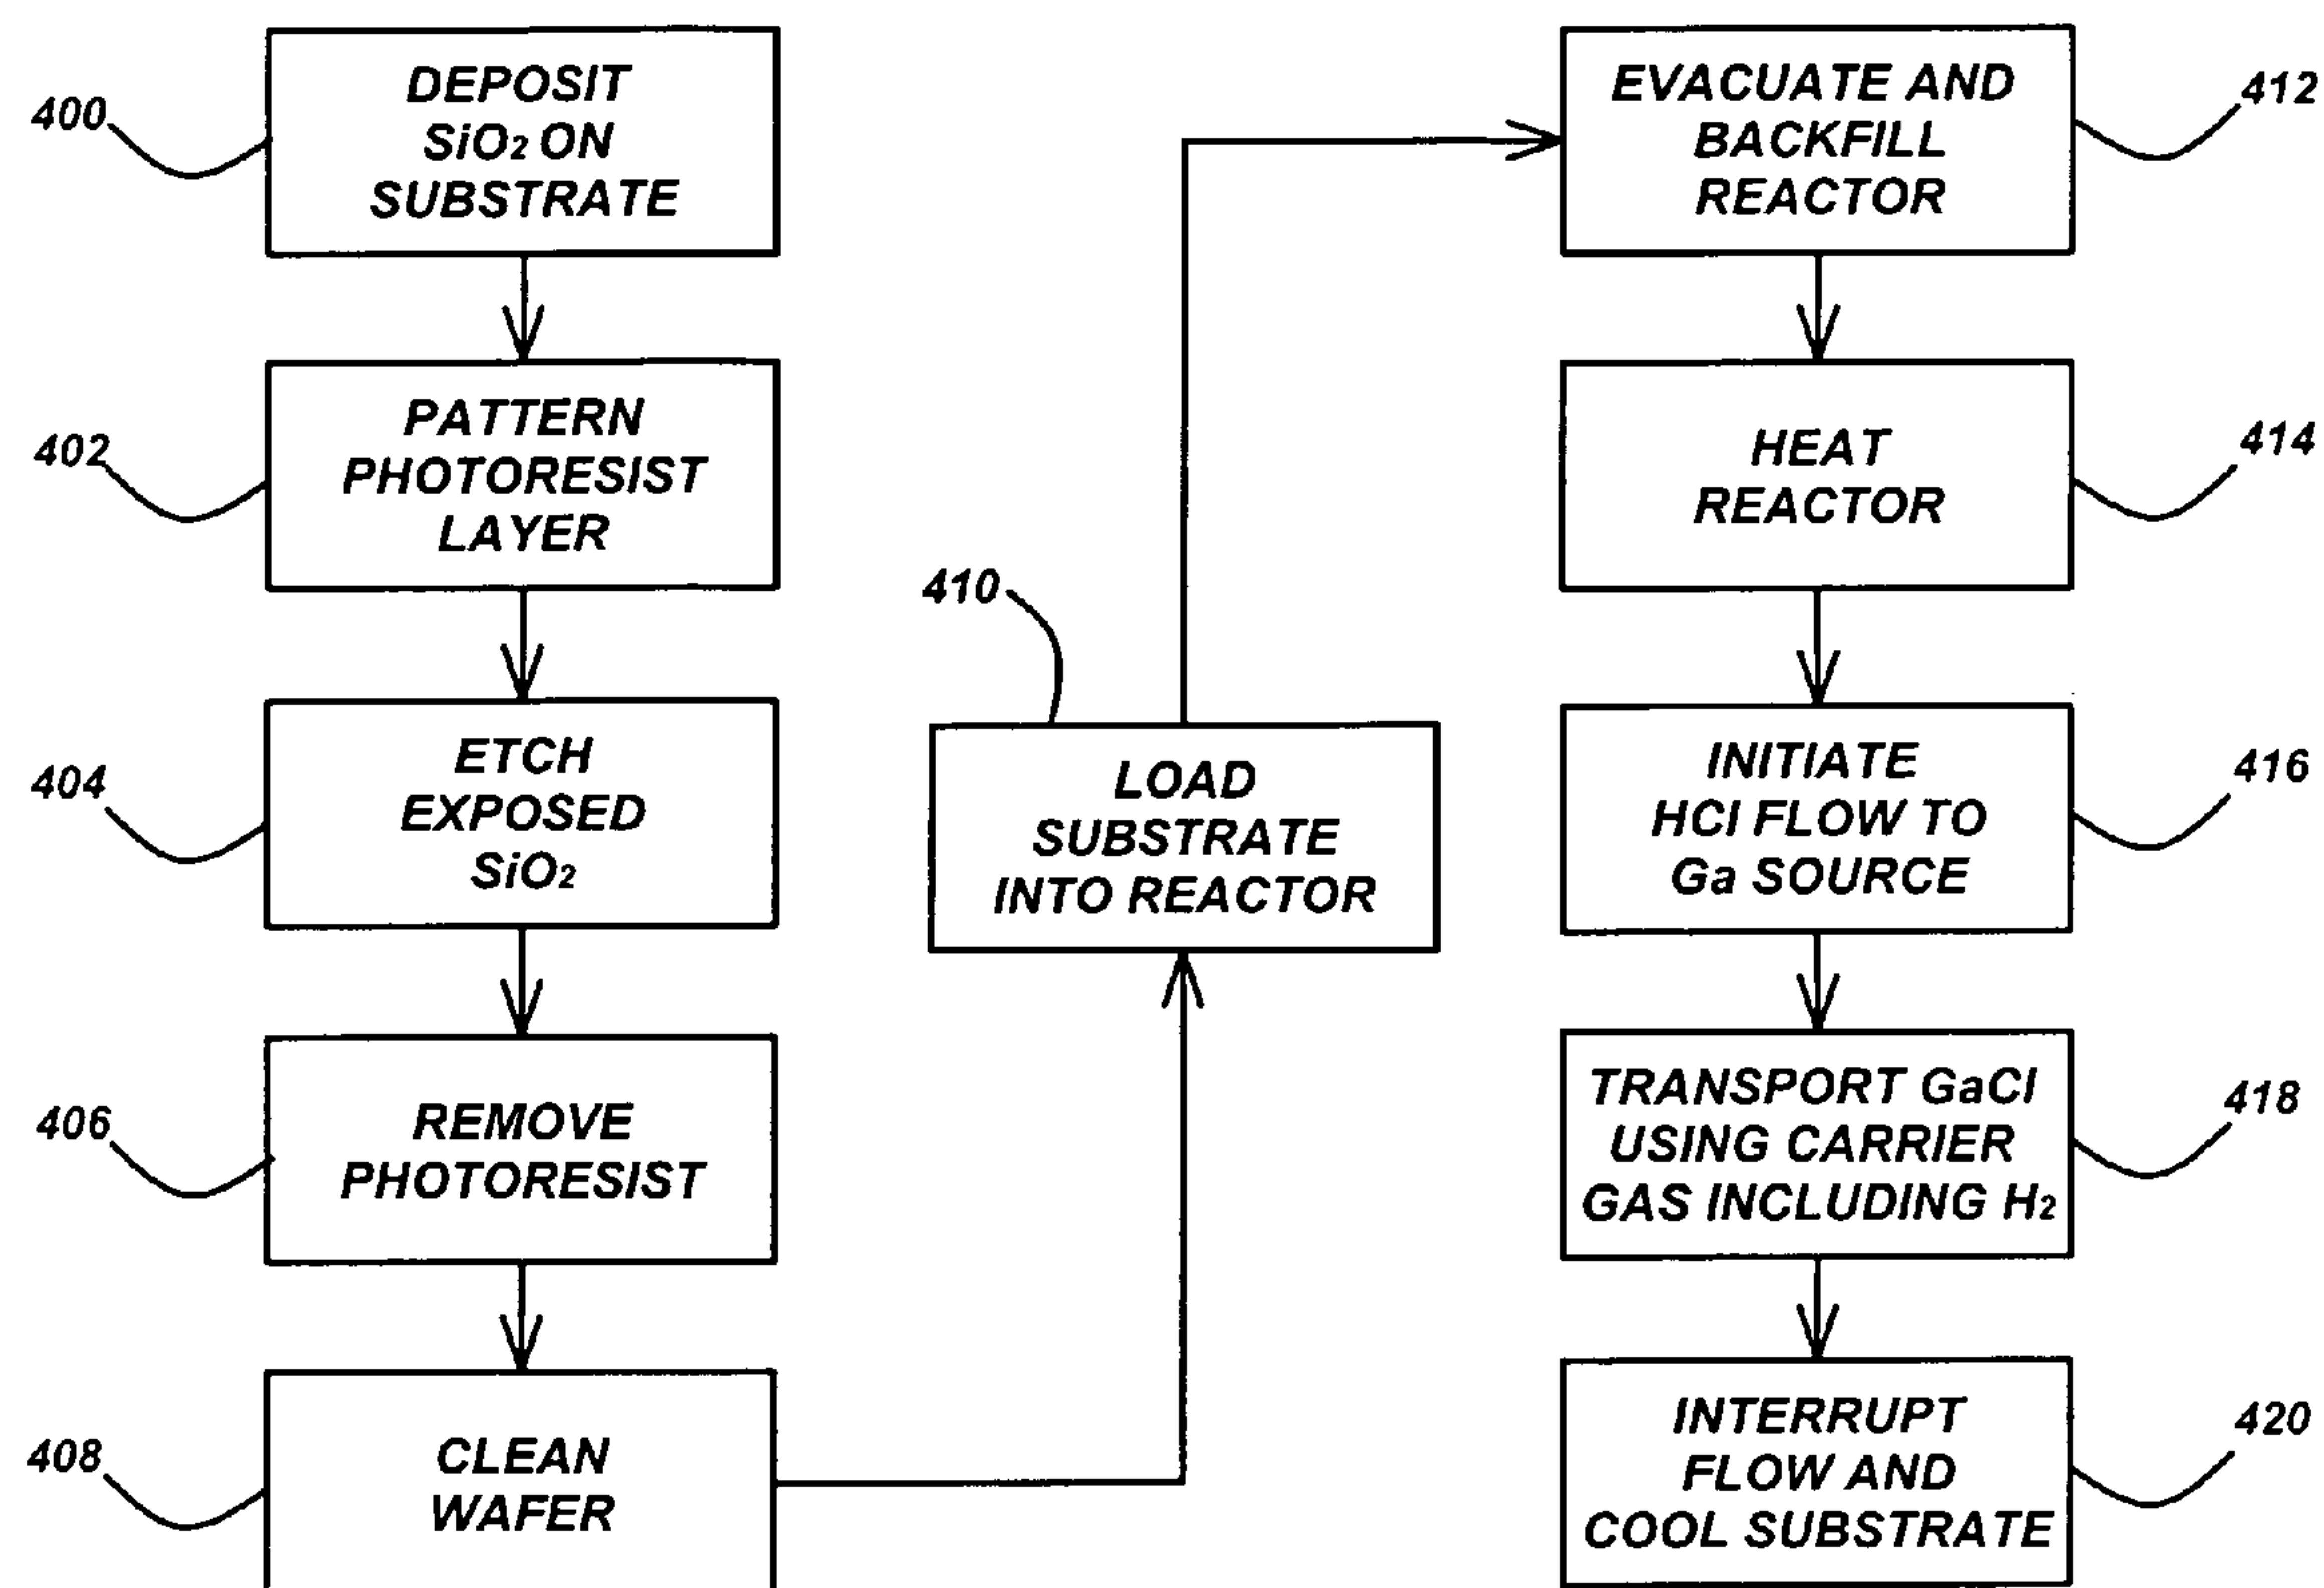 400
DEPOSIT
SiO₂ ON
SUBSTRATE
402
PATTERN
PHOTORESIST
LAYER
404
ETCH
EXPOSED
SiO₂
406
REMOVE
PHOTORESIST
408
CLEAN
WAFER
410
LOAD
SUBSTRATE
INTO REACTOR
EVACUATE AND
BACKFILL
REACTOR
412
HEAT
REACTOR
414
INITIATE
HCl FLOW TO
Ga SOURCE
416
TRANSPORT GaCl
USING CARRIER
GAS INCLUDING H₂
418
INTERRUPT
FLOW AND
COOL SUBSTRATE
420